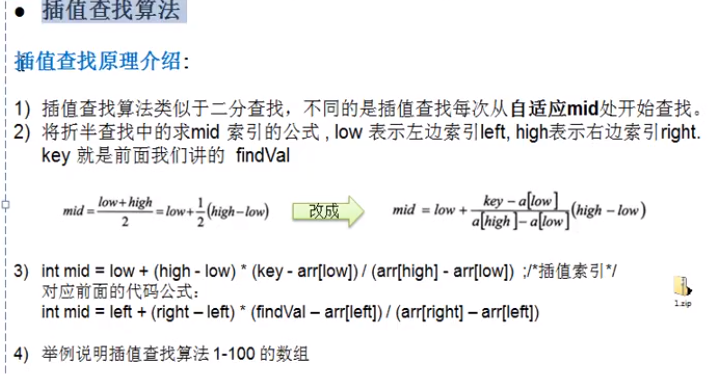 ● 插值查找算法
插值查找原理介绍:
1) 插值查找算法类似于二分查找，不同的是插值查找每次从自适应mid处开始查找。
2) 将折半查找中的求mid 索引的公式 , low 表示左边索引left, high表示右边索引right.
key 就是前面我们讲的 findVal
mid = \frac{low+high}{2} = low + \frac{1}{2}(high-low) 改成 mid = low + \frac{key-a[low]}{a[high]-a[low]}(high-low)
3) int mid = low + (high - low) * (key - arr[low]) / (arr[high] - arr[low]) ;/*插值索引*/
对应前面的代码公式：
int mid = left + (right – left) * (findVal – arr[left]) / (arr[right] – arr[left])
1.zip
4) 举例说明插值查找算法 1-100 的数组